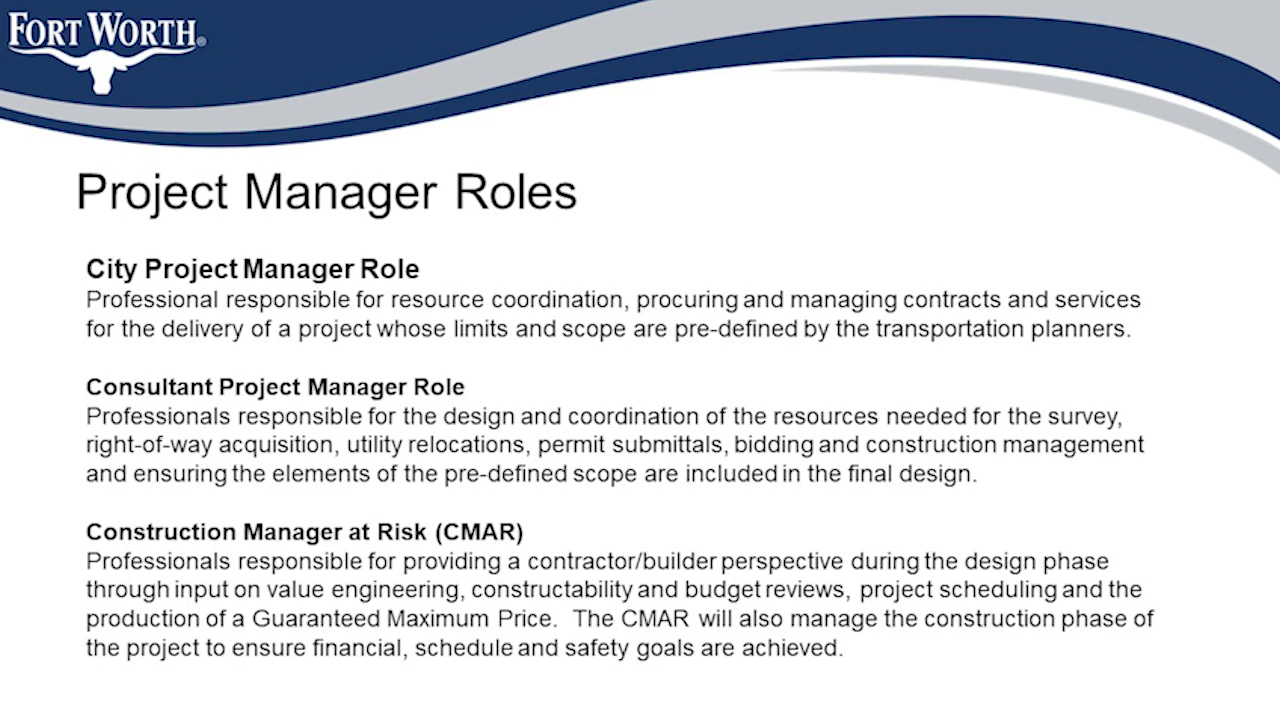 FORT WORTH®
Project Manager Roles
City Project Manager Role
Professional responsible for resource coordination, procuring and managing contracts and services
for the delivery of a project whose limits and scope are pre-defined by the transportation planners.
Consultant Project Manager Role
Professionals responsible for the design and coordination of the resources needed for the survey,
right-of-way acquisition, utility relocations, permit submittals, bidding and construction management
and ensuring the elements of the pre-defined scope are included in the final design.
Construction Manager at Risk (CMAR)
Professionals responsible for providing a contractor/builder perspective during the design phase
through input on value engineering, constructability and budget reviews, project scheduling and the
production of a Guaranteed Maximum Price. The CMAR will also manage the construction phase of
the project to ensure financial, schedule and safety goals are achieved.